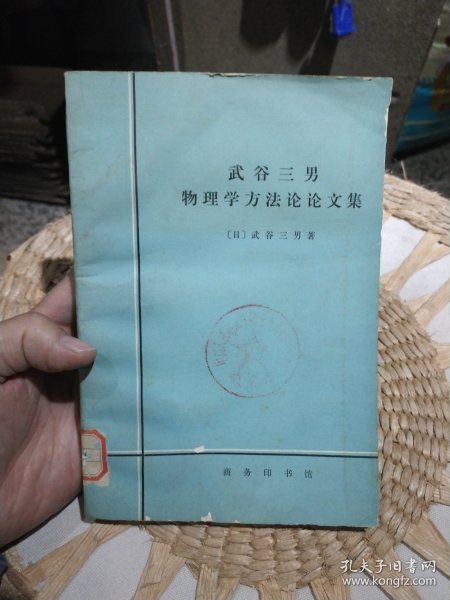 武谷三男
物理学方法论论文集
〔日〕武谷三男著
商务印书馆
孔夫子旧书网
www.kongfz.com